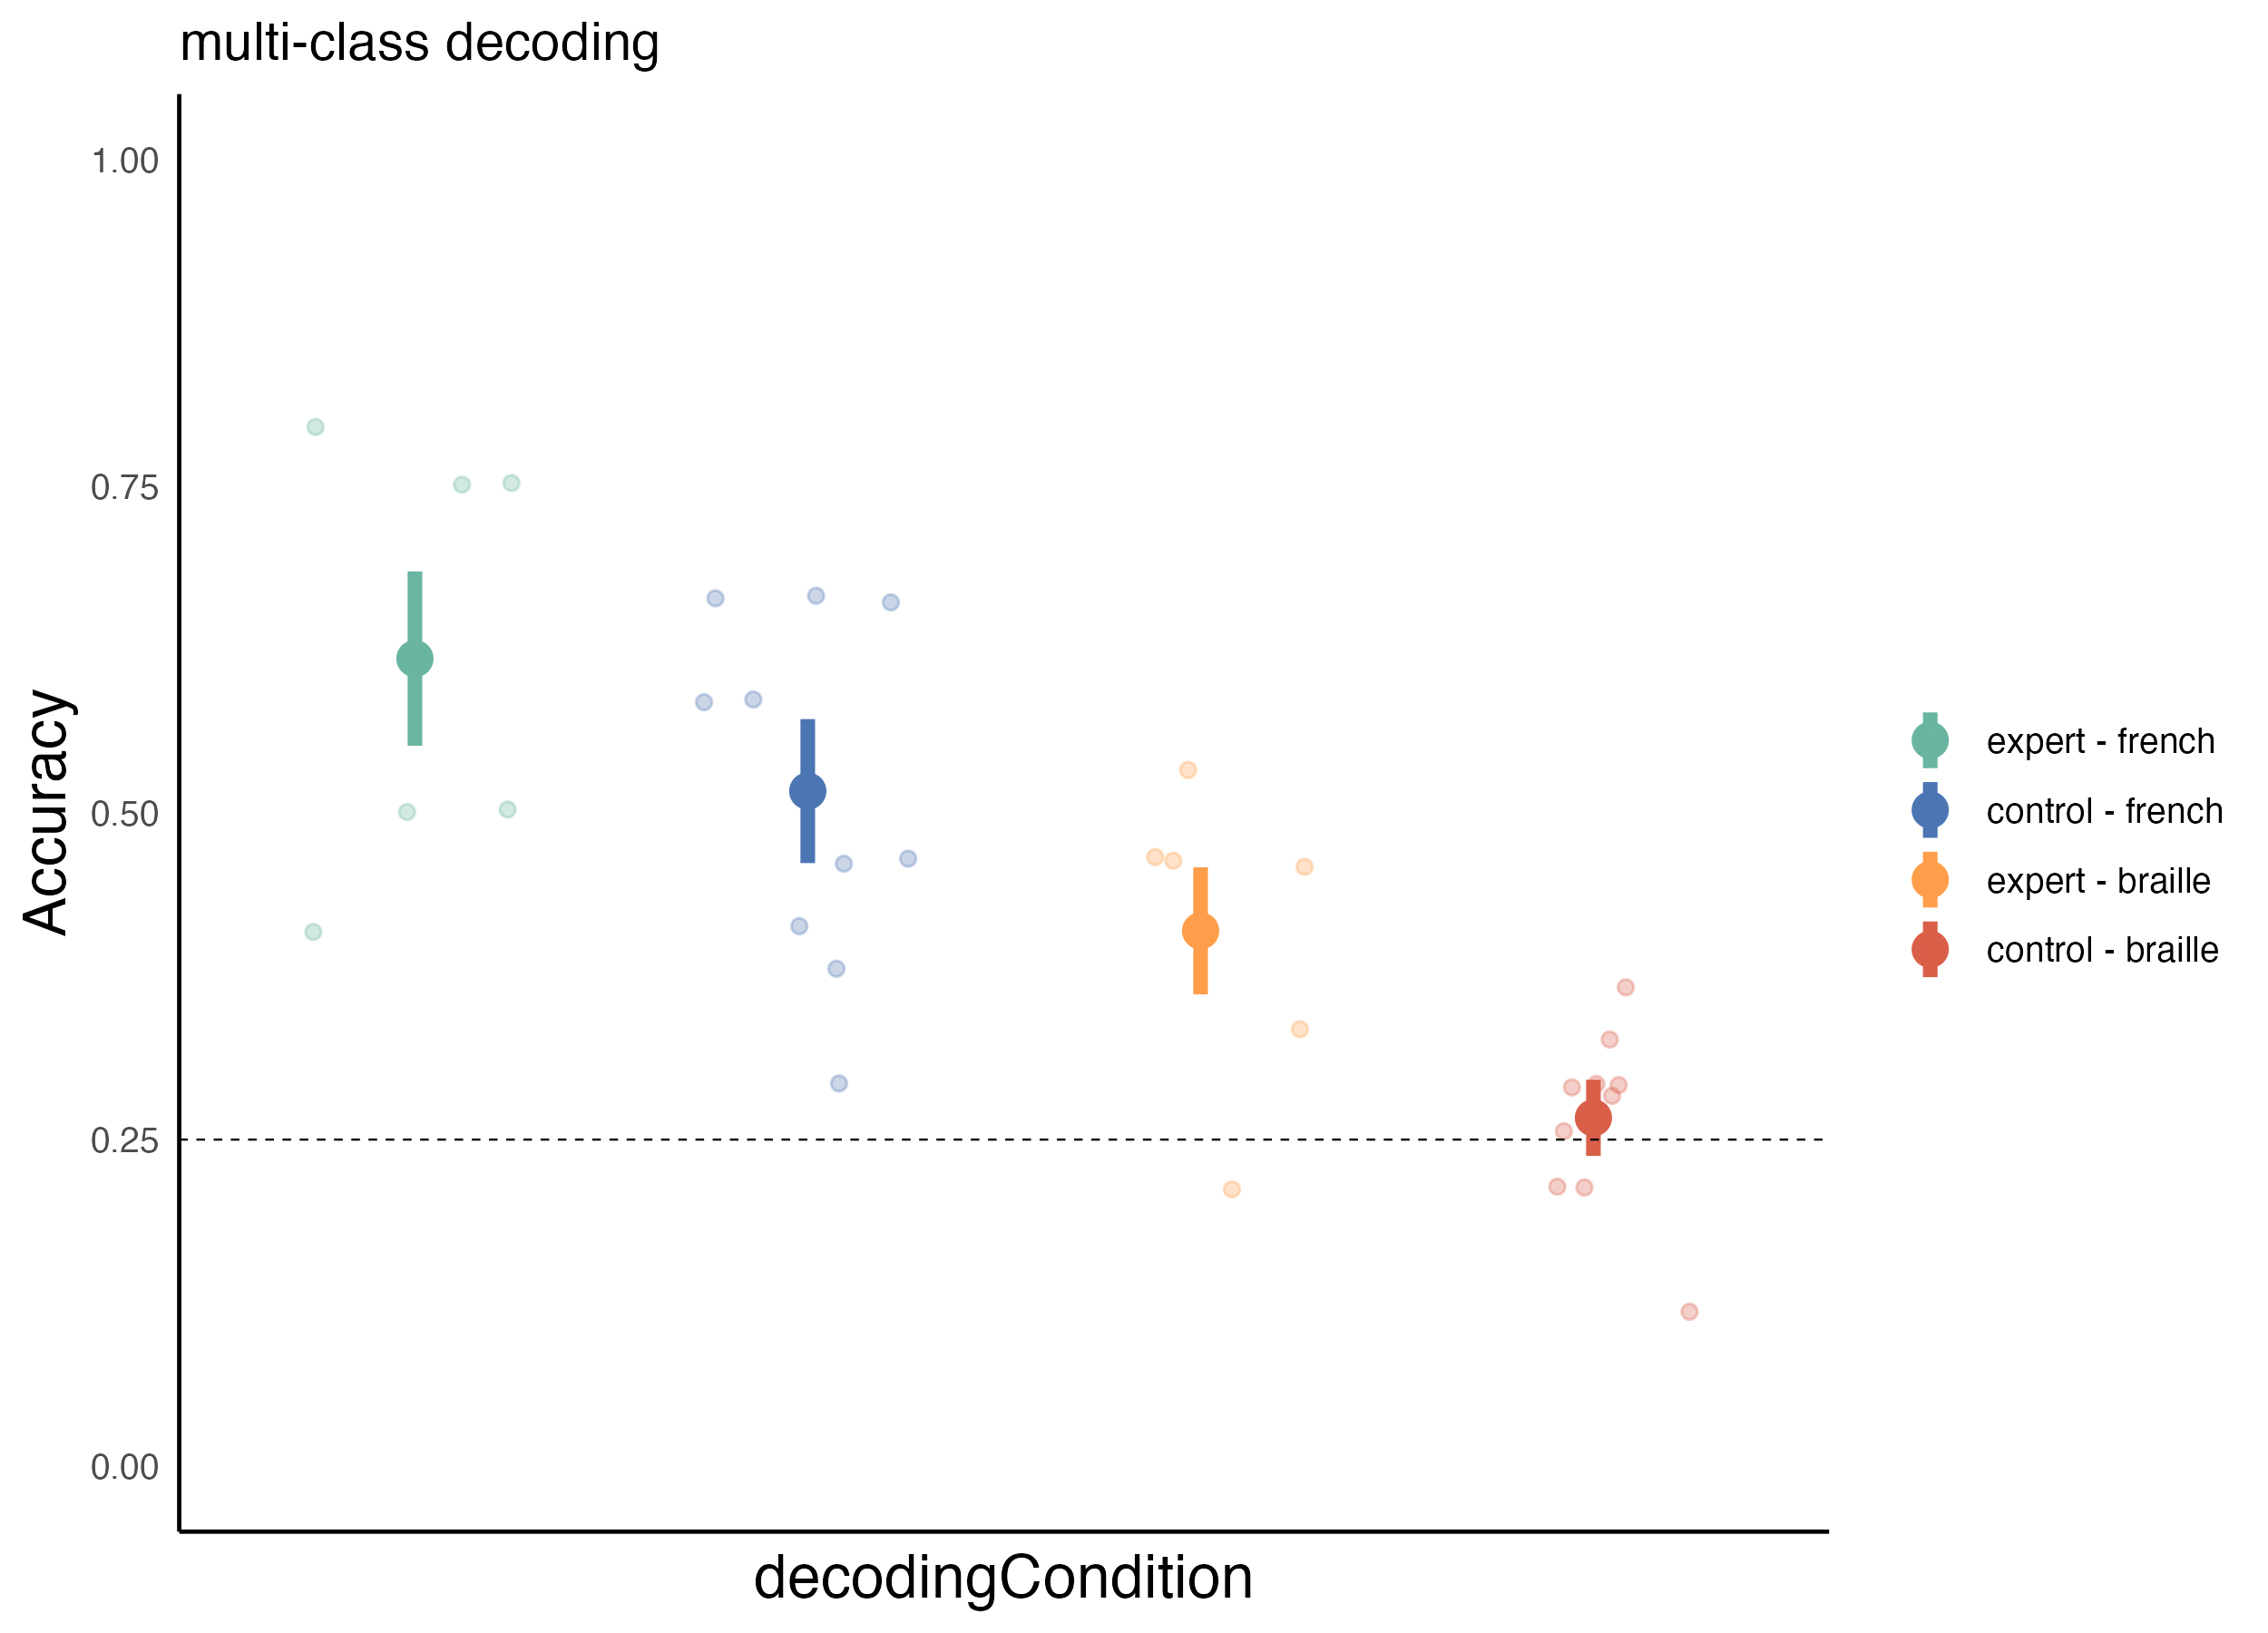 multi-class decoding
1.00
0.75
0.50
0.25
0.00
Accuracy
decodingCondition
expert - french
control - french
expert - braille
control - braille